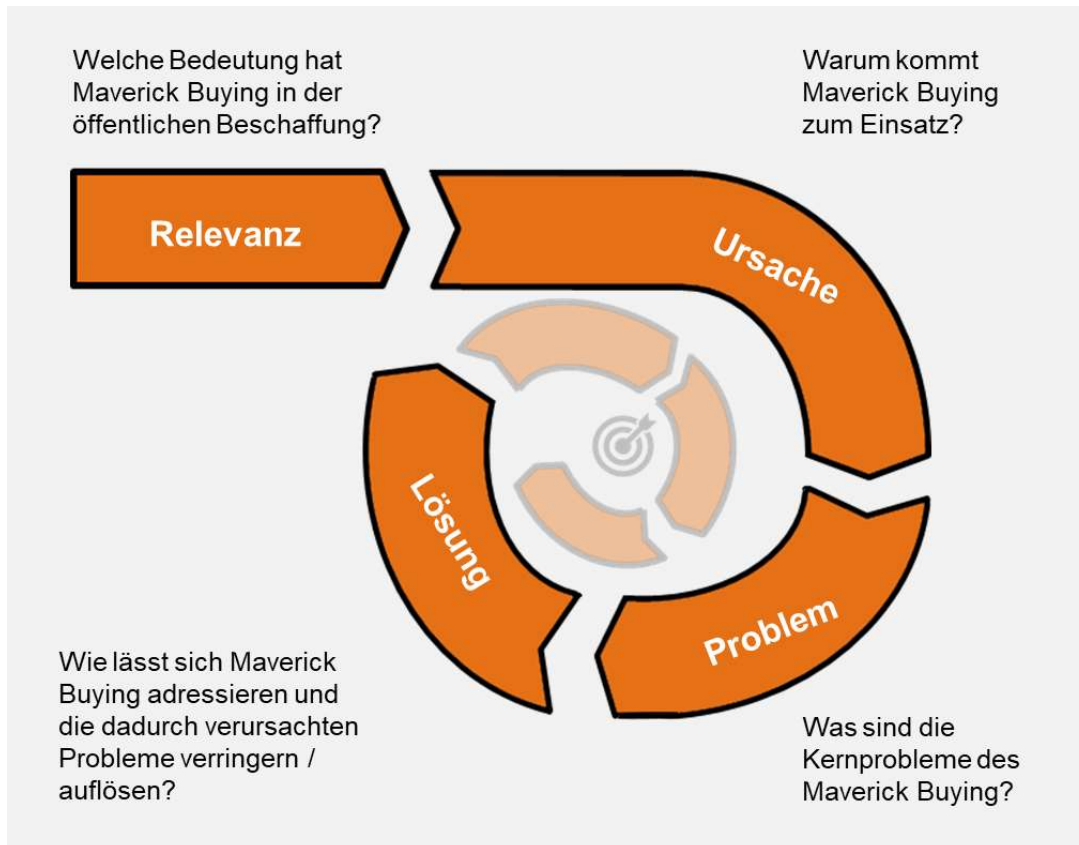 Welche Bedeutung hat
Maverick Buying in der
öffentlichen Beschaffung?
Warum kommt
Maverick Buying
zum Einsatz?
Relevanz
Ursache
Problem
Lösung
Was sind die
Kernprobleme des
Maverick Buying?
Wie lässt sich Maverick
Buying adressieren und
die dadurch verursachten
Probleme verringern /
auflösen?